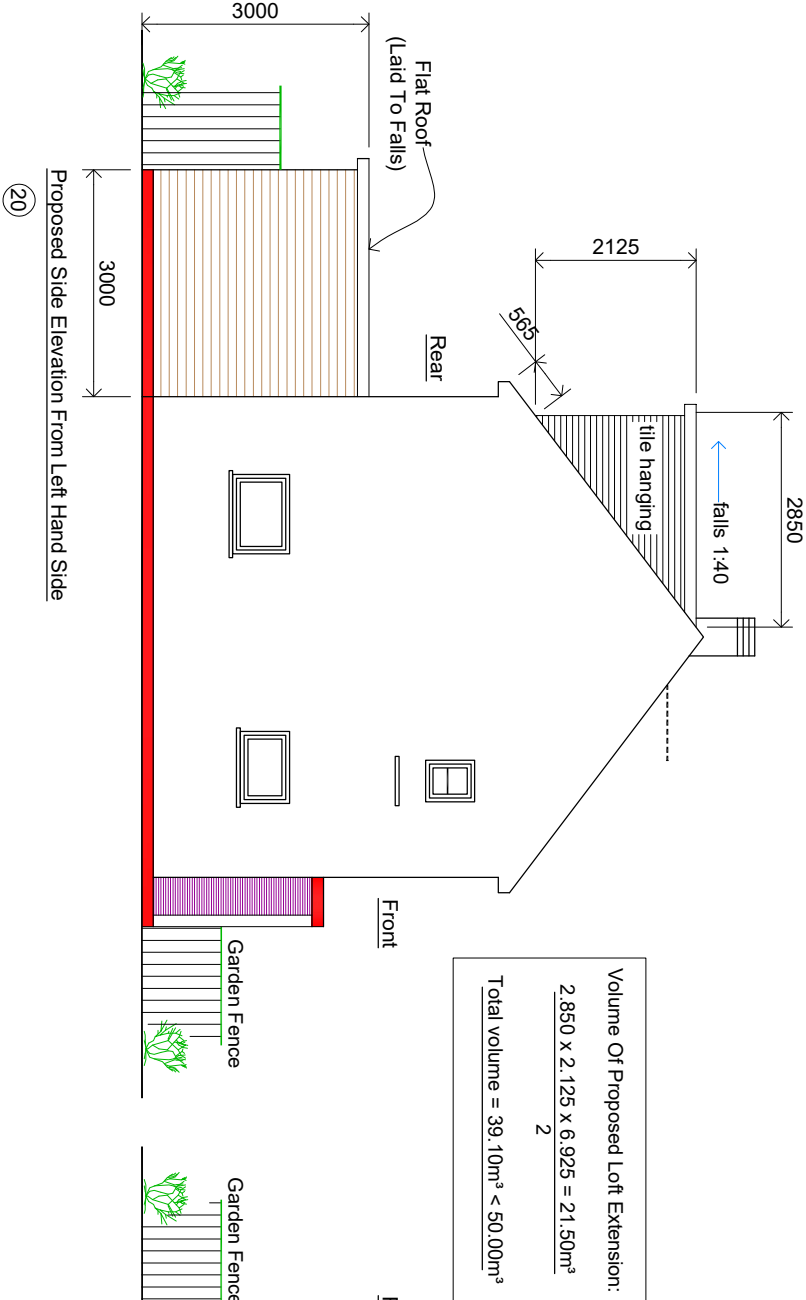 2850
falls 1:40
2125
565
tile hanging
Flat Roof
(Laid To Falls)
3000
Rear
Front
3000
Garden Fence
Garden Fence
Proposed Side Elevation From Left Hand Side
20
Volume Of Proposed Loft Extension:
2.850 x 2.125 x 6.925 = 21.50m³
2
Total volume = 39.10m³ < 50.00m³